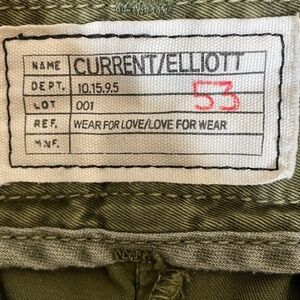 NAME CURRENT/ELLIOTT
DEPT. 10.15.9.5
LOT 001 53
REF. WEAR FOR LOVE/LOVE FOR WEAR
MNF.